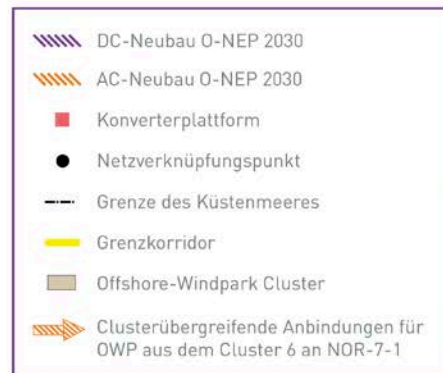 DC-Neubau O-NEP 2030
AC-Neubau O-NEP 2030
Konverterplattform
Netzverknüpfungspunkt
Grenze des Küstenmeeres
Grenzkorridor
Offshore-Windpark Cluster
Clusterübergreifende Anbindungen für
OWP aus dem Cluster 6 an NOR-7-1